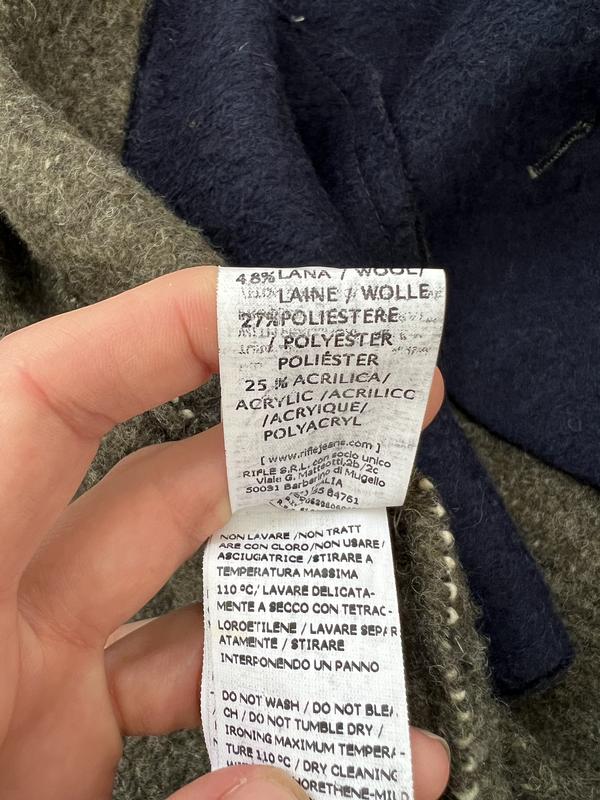 48% LANA / WOOL/
LAINE / WOLLE
27% POLIESTERE
/ POLYESTER
POLIÉSTER
25 % ACRILICA/
ACRYLIC /ACRILICO
/ACRYIQUE/
POLYACRYL
[ www.riflejeans.com ]
RIFLE S.R.L. con socio unico
Viale G. Matteotti,2b/2c
50031 Barberino di Mugello
NON LAVARE /NON TRATT
ARE CON CLORO/NON USARE/
ASCIUGATRICE /STIRARE A
TEMPERATURA MASSIMA
110 ºC/ LAVARE DELICATA-
MENTE A SECCO CON TETRAC-
LOROETILENE / LAVARE SEPAR
ATAMENTE / STIRARE
INTERPONENDO UN PANNO
DO NOT WASH / DO NOT BLEA
CH / DO NOT TUMBLE DRY /
IRONING MAXIMUM TEMPERA-
TURE 110 ºC / DRY CLEANING
HLORETHENE-MILD